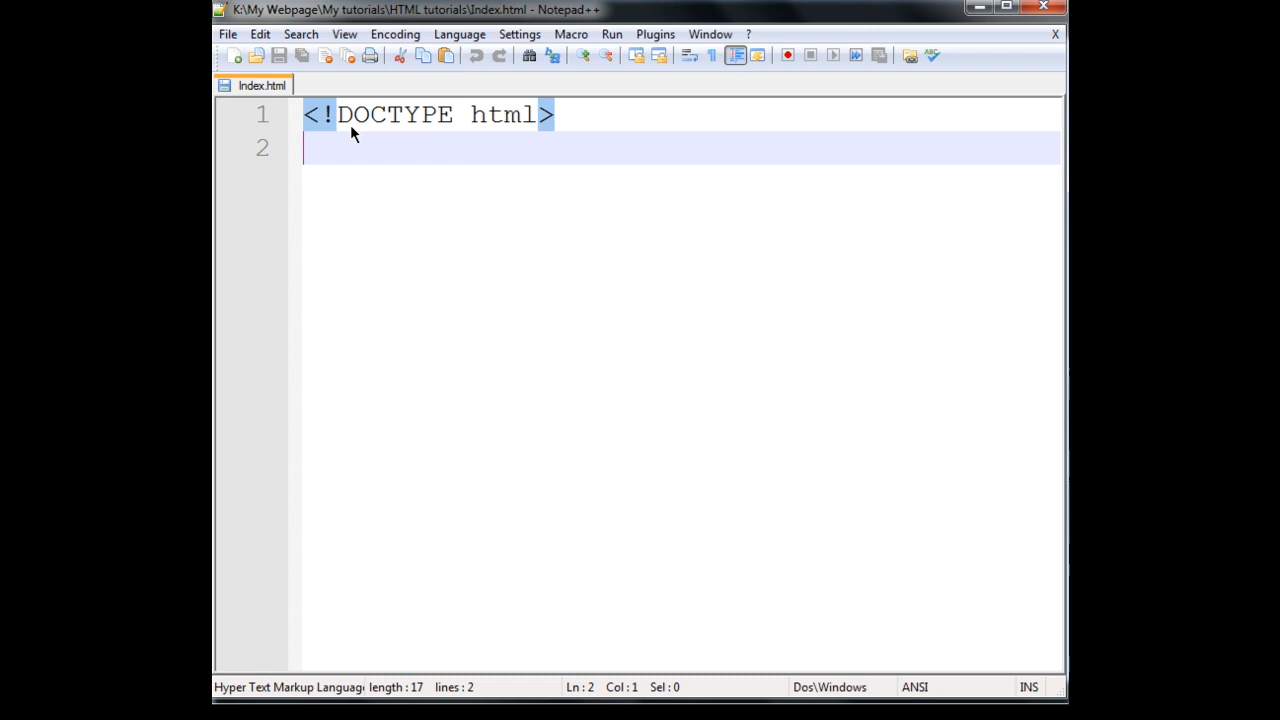 K:\My Webpage\My tutorials\HTML tutorials\Index.html - Notepad++
File Edit Search View Encoding Language Settings Macro Run Plugins Window ? X
Index.html
1 <!DOCTYPE html>
2
Hyper Text Markup Languag length : 17 lines : 2 Ln : 2 Col : 1 Sel : 0 Dos\Windows ANSI INS